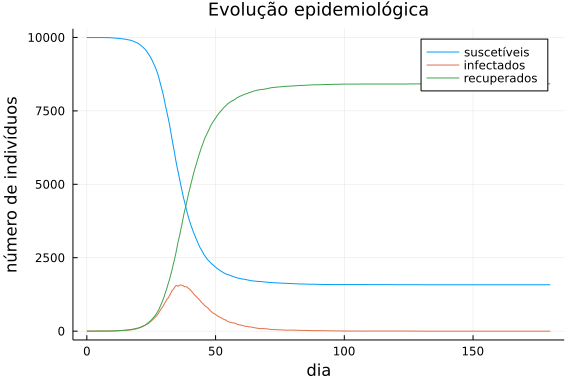 Evolução epidemiológica
número de indivíduos
10000
7500
5000
2500
0
suscetíveis
infectados
recuperados
0
50
100
150
dia